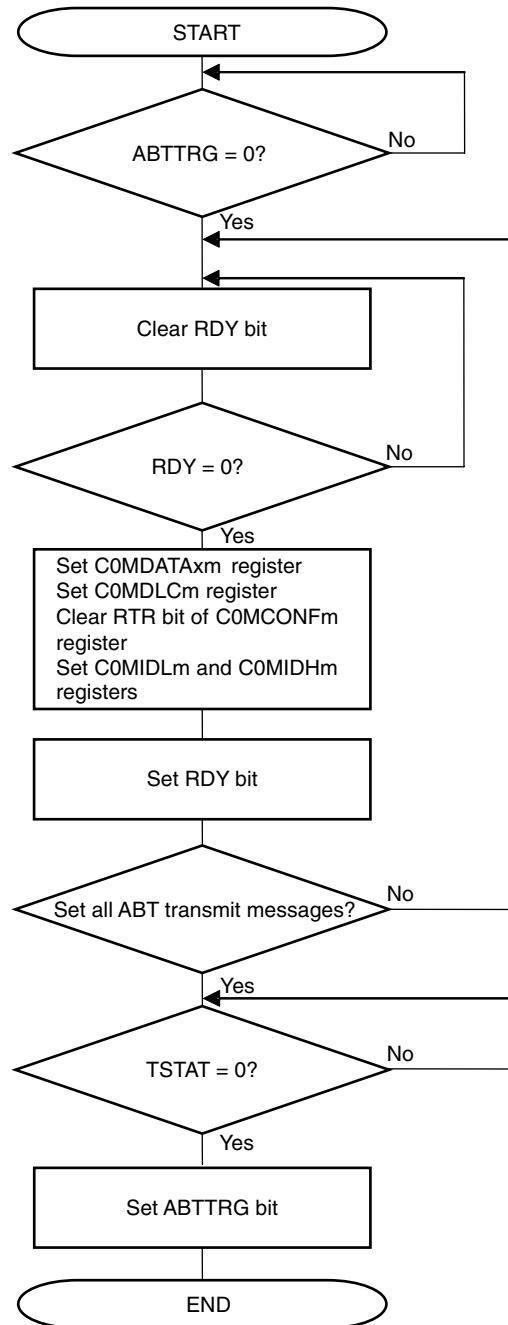 START
ABTTRG = 0?
No
Yes
Clear RDY bit
RDY = 0?
No
Yes
Set C0MDATAxm register
Set C0MDLCm register
Clear RTR bit of C0MCONFm
register
Set C0MIDLm and C0MIDHm
registers
Set RDY bit
Set all ABT transmit messages?
No
Yes
TSTAT = 0?
No
Yes
Set ABTTRG bit
END